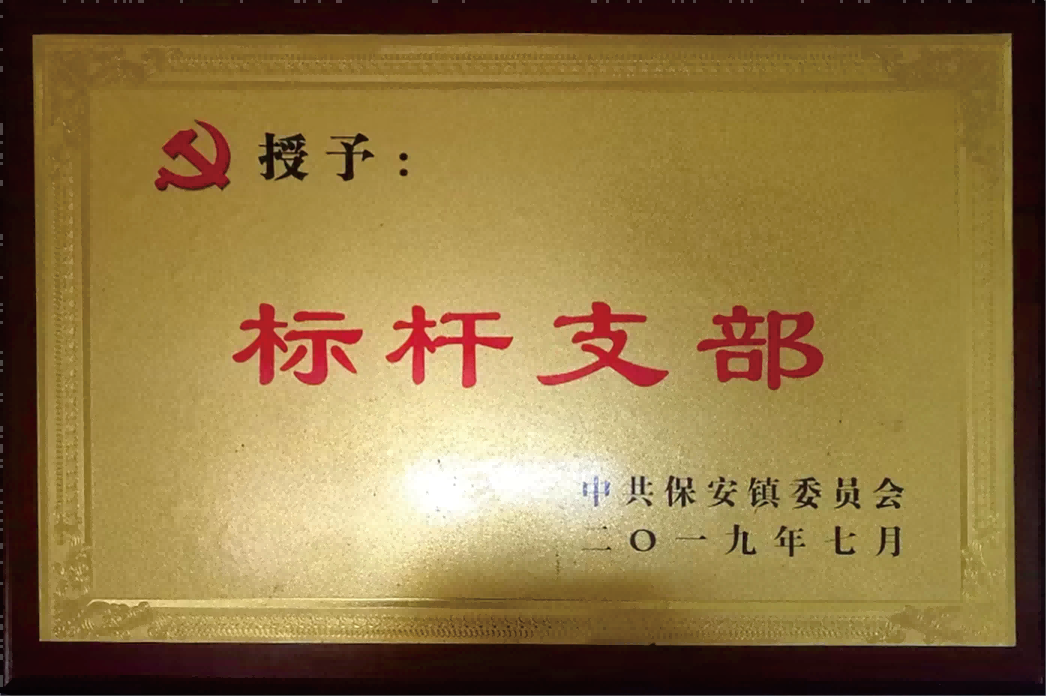 授予:
标杆支部
中共保安镇委员会
二〇一九年七月